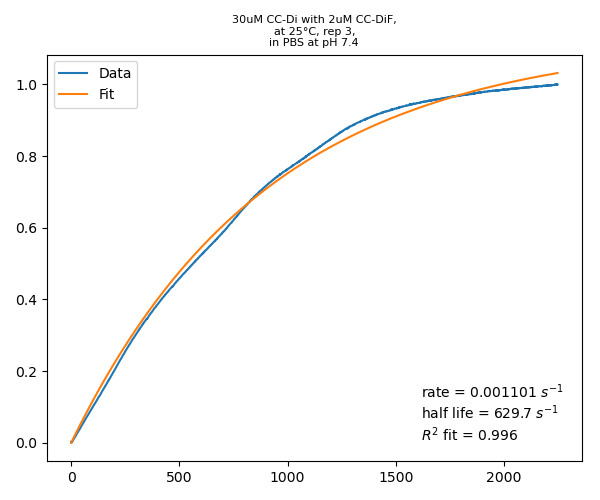 30uM CC-Di with 2uM CC-DiF,
at 25°C, rep 3,
in PBS at pH 7.4
Data
Fit
1.0
0.8
0.6
0.4
0.2
0.0
rate = 0.001101 s⁻¹
half life = 629.7 s⁻¹
R² fit = 0.996
0 500 1000 1500 2000